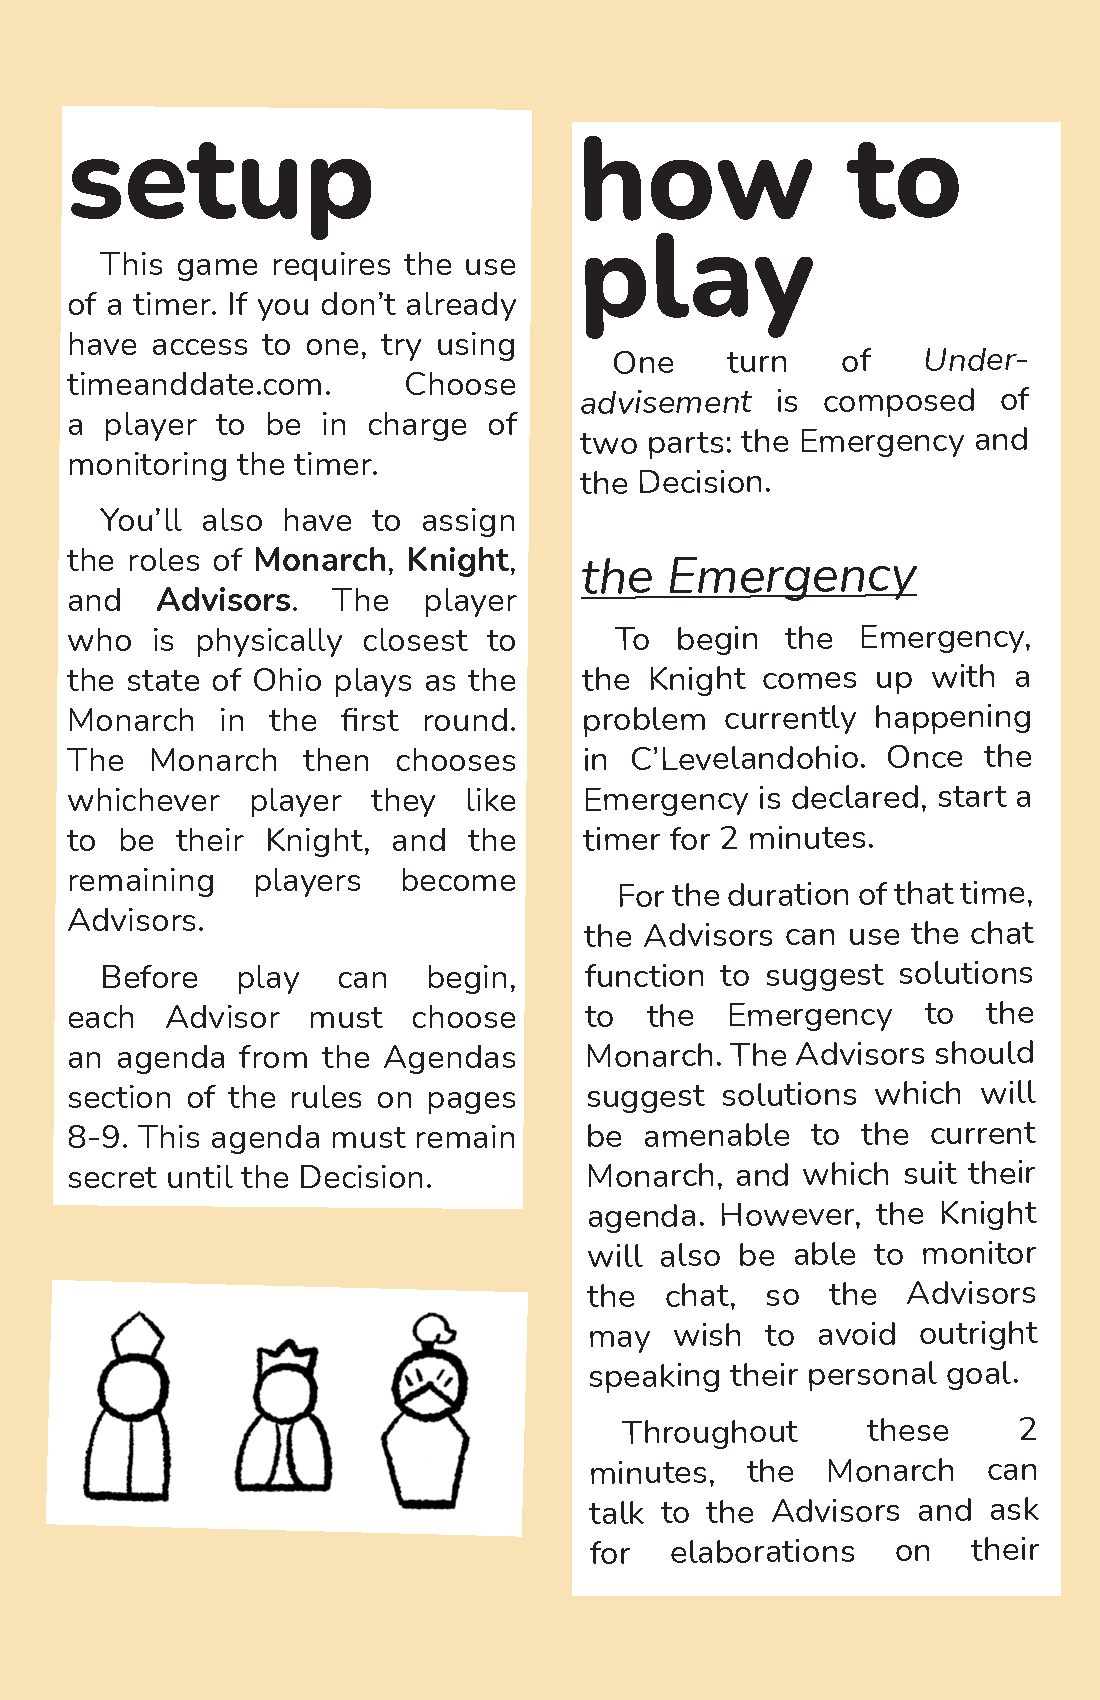 setup
This game requires the use
of a timer. If you don’t already
have access to one, try using
timeanddate.com. Choose
a player to be in charge of
monitoring the timer.
You’ll also have to assign
the roles of Monarch, Knight,
and Advisors. The player
who is physically closest to
the state of Ohio plays as the
Monarch in the first round.
The Monarch then chooses
whichever player they like
to be their Knight, and the
remaining players become
Advisors.
Before play can begin,
each Advisor must choose
an agenda from the Agendas
section of the rules on pages
8-9. This agenda must remain
secret until the Decision.
how to
play
One turn of Under-
advisement is composed of
two parts: the Emergency and
the Decision.
the Emergency
To begin the Emergency,
the Knight comes up with a
problem currently happening
in C’Levelandohio. Once the
Emergency is declared, start a
timer for 2 minutes.
For the duration of that time,
the Advisors can use the chat
function to suggest solutions
to the Emergency to the
Monarch. The Advisors should
suggest solutions which will
be amenable to the current
Monarch, and which suit their
agenda. However, the Knight
will also be able to monitor
the chat, so the Advisors
may wish to avoid outright
speaking their personal goal.
Throughout these 2
minutes, the Monarch can
talk to the Advisors and ask
for elaborations on their